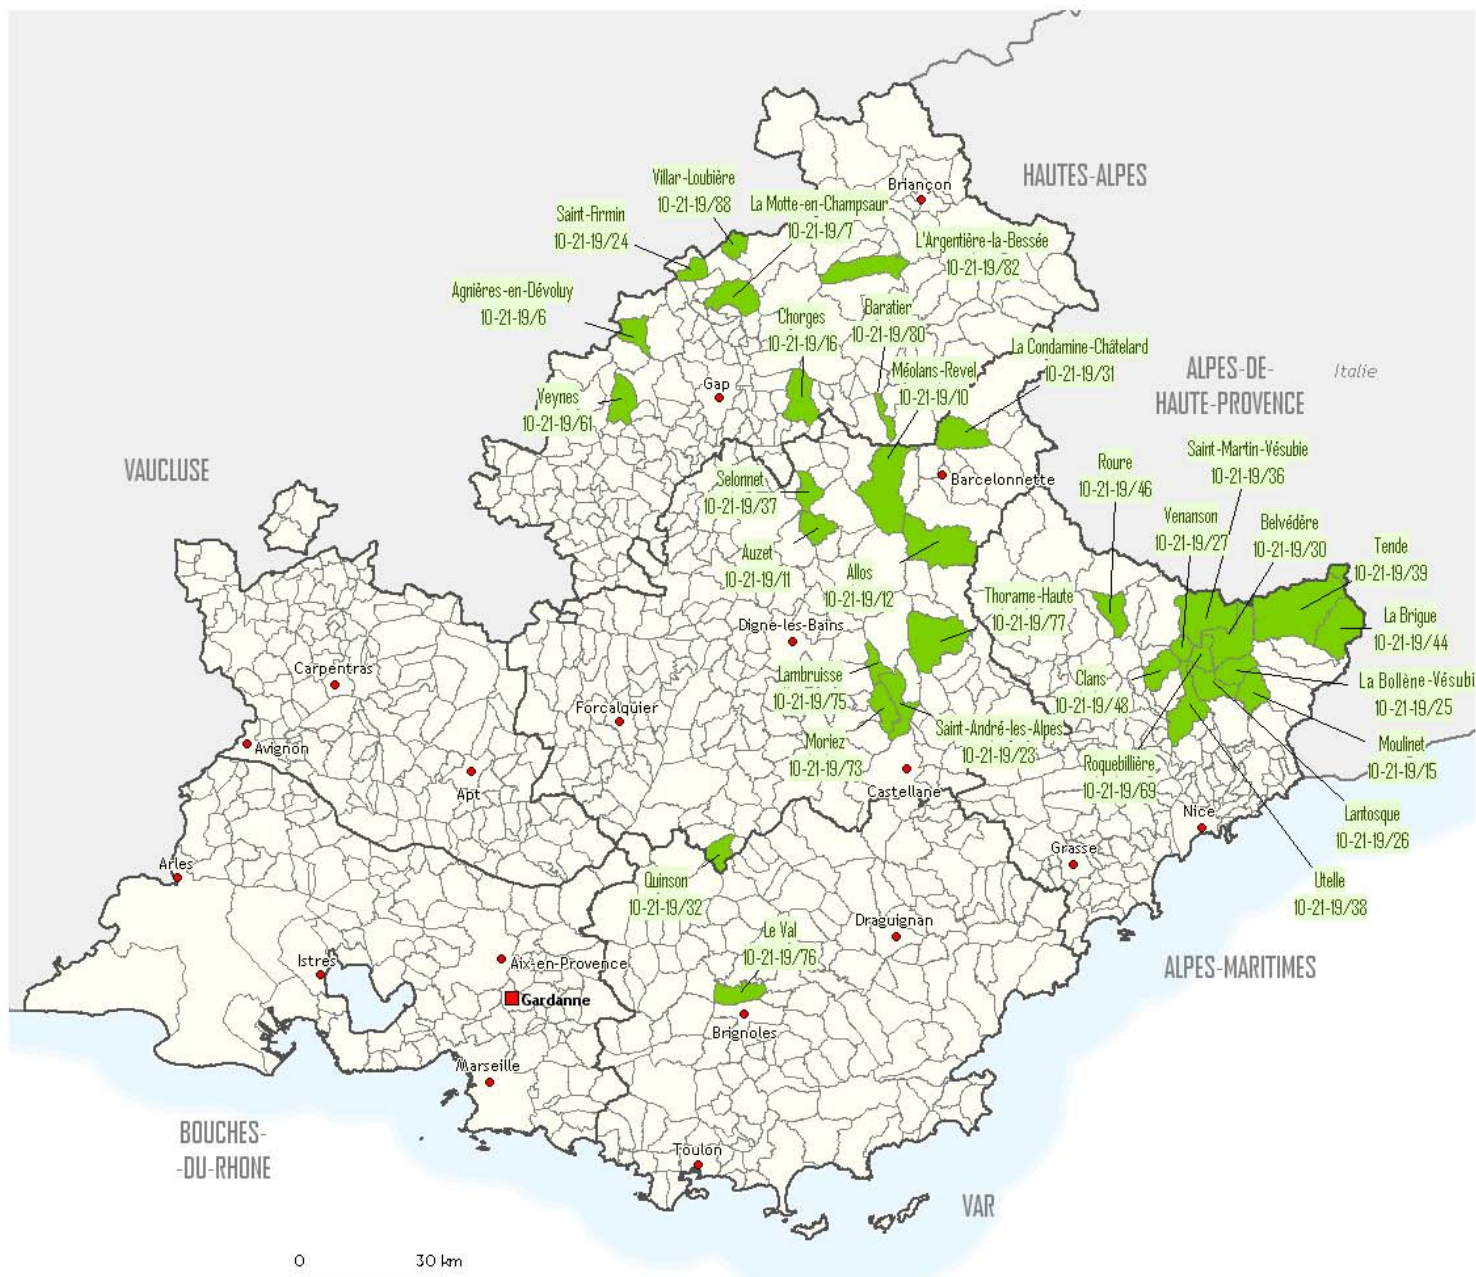 HAUTES-ALPES
Briançon
Villar-Loubière
10-21-19/88
La Motte-en-Champsaur
10-21-19/7
Saint-Firmin
10-21-19/24
L'Argentière-la-Bessée
10-21-19/82
Agnières-en-Dévoluy
10-21-19/6
Chorges
10-21-19/16
Baratier
10-21-19/80
La Condamine-Châtelard
10-21-19/31
Méolans-Revel
10-21-19/10
ALPES-DE-
HAUTE-PROVENCE
Italie
Gap
Veynes
10-21-19/61
VAUCLUSE
Selonnet
10-21-19/37
Barcelonnette
Roure
10-21-19/46
Saint-Martin-Vésubie
10-21-19/36
Venanson
10-21-19/27
Belvédère
10-21-19/30
Tende
10-21-19/39
Auzet
10-21-19/11
Allos
10-21-19/12
Thorame-Haute
10-21-19/77
La Brigue
10-21-19/44
Digne-les-Bains
Carpentras
Lambruisse
10-21-19/75
Clans
10-21-19/48
La Bollène-Vésubi
10-21-19/25
Forcalquier
Avignon
Moriez
10-21-19/73
Saint-André-les-Alpes
10-21-19/23
Roquebillière
10-21-19/69
Moulinet
10-21-19/15
Apt
Castellane
Nice
Lantosque
10-21-19/26
Arles
Grasse
Quinson
10-21-19/32
Utelle
10-21-19/38
Draguignan
Le Val
10-21-19/76
Istres
Aix-en-Provence
ALPES-MARITIMES
Gardanne
Brignoles
Marseille
BOUCHES-
-DU-RHONE
Toulon
VAR
0 30 km